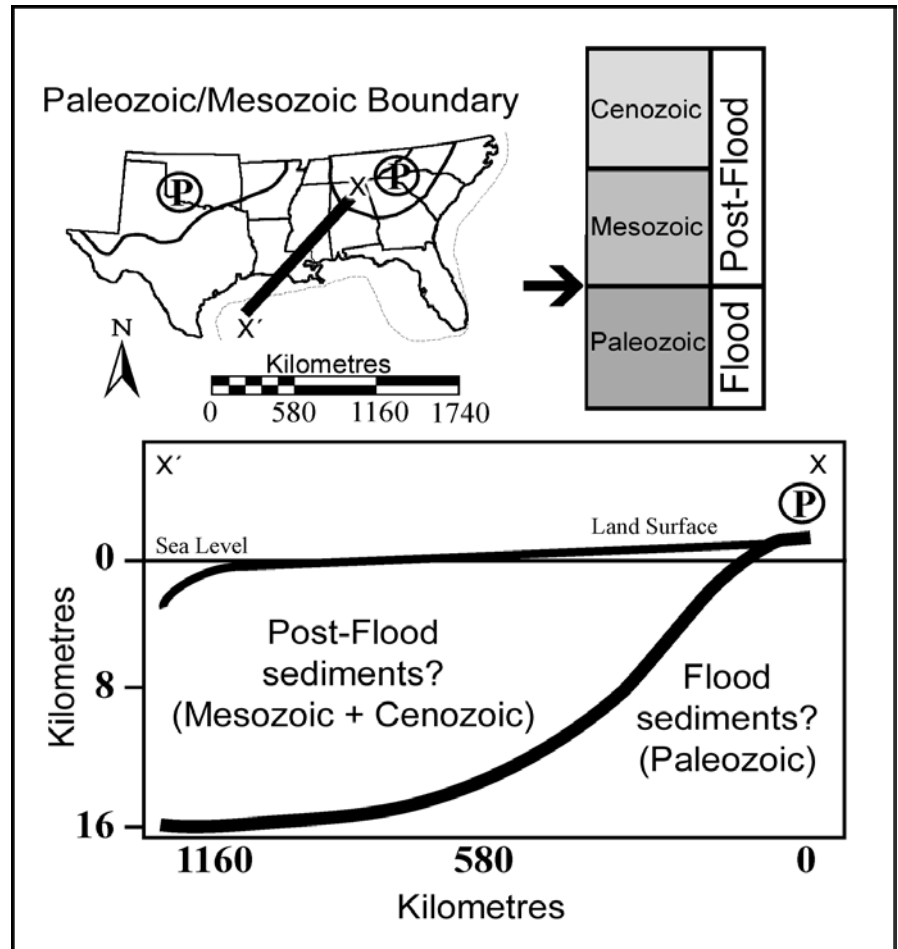 Paleozoic/Mesozoic Boundary
P
P
X
X´
N
Kilometres
0 580 1160 1740
Cenozoic
Mesozoic
Paleozoic
Post-Flood
Flood
X´
X
P
Sea Level
Land Surface
0
8
16
Kilometres
Post-Flood
sediments?
(Mesozoic + Cenozoic)
Flood
sediments?
(Paleozoic)
1160 580 0
Kilometres